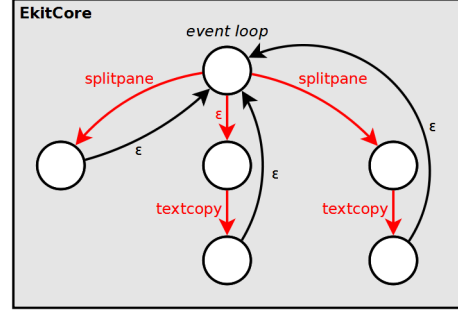 EkitCore
event loop
splitpane
splitpane
ε
ε
ε
ε
textcopy
textcopy